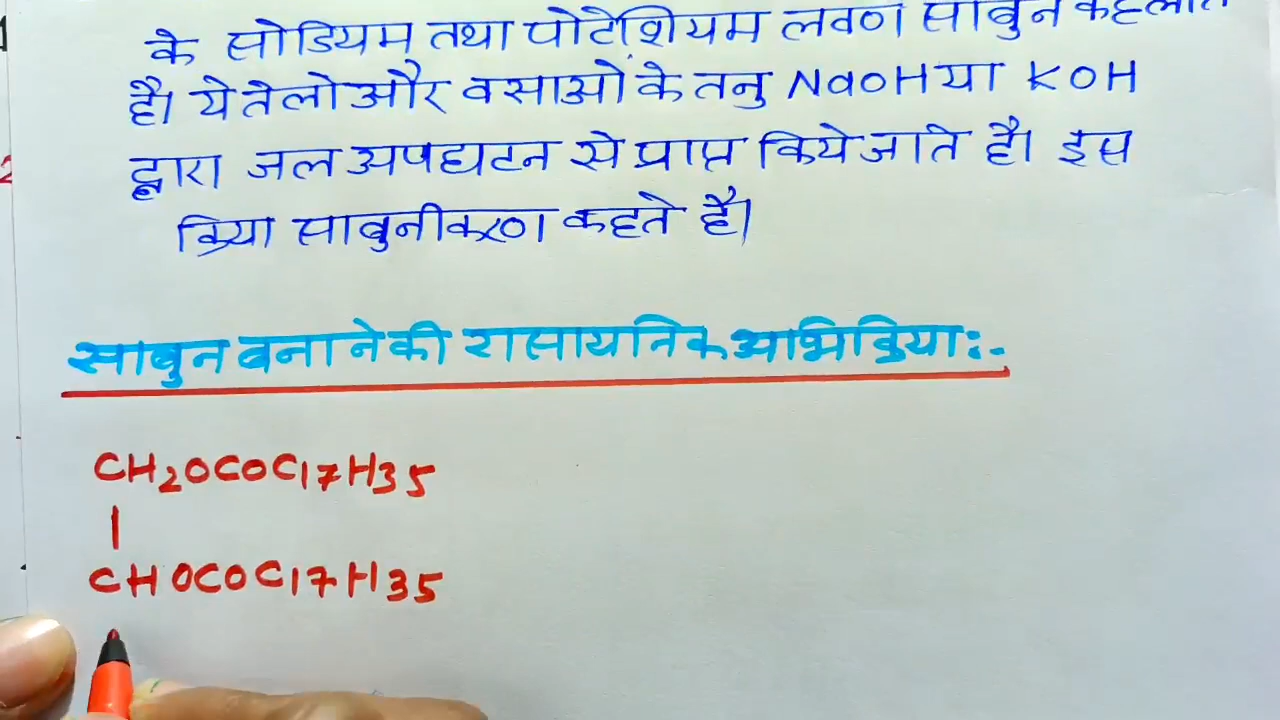 के सोडियम तथा पोटेशियम लवण साबुन कहलाते
है। ये तेलो और वसाओं के तनु NaOH या KOH
द्वारा जल अपघटन से प्राप्त किये जाते है। इस
क्रिया साबुनीकरण कहते है।
साबुन बनाने की रासायनिक अभिक्रिया:-
CH2OCOC17H35
|
CHOCOC17H35
2